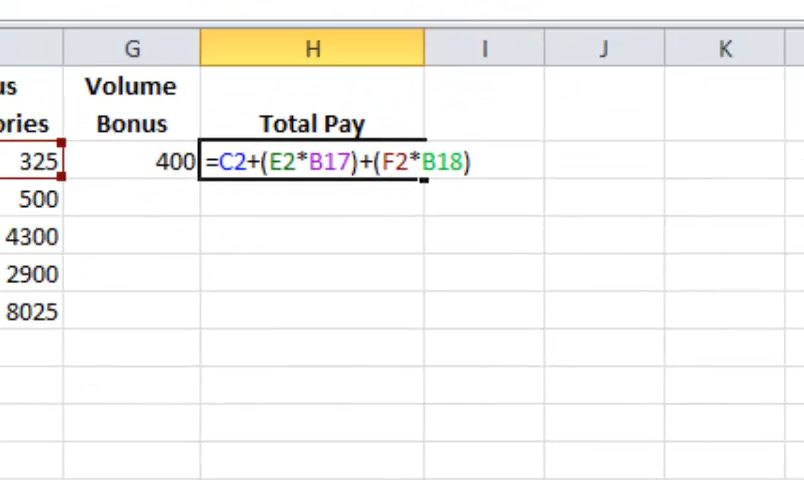 G H I J K
us Volume
ories Bonus Total Pay
325 400 =C2+(E2*B17)+(F2*B18)
500
4300
2900
8025